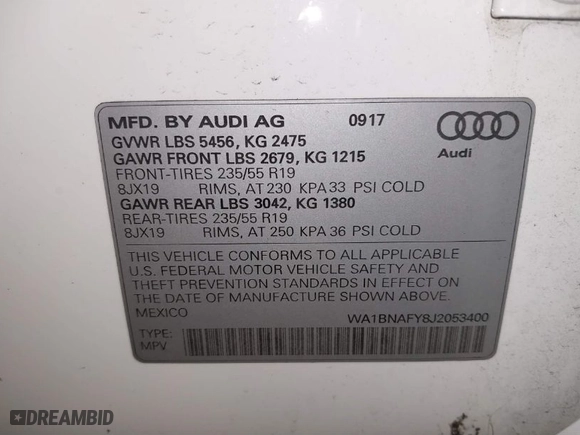 MFD. BY AUDI AG 0917
GVWR LBS 5456, KG 2475
GAWR FRONT LBS 2679, KG 1215
FRONT-TIRES 235/55 R19
8JX19 RIMS, AT 230 KPA 33 PSI COLD
GAWR REAR LBS 3042, KG 1380
REAR-TIRES 235/55 R19
8JX19 RIMS, AT 250 KPA 36 PSI COLD
Audi
THIS VEHICLE CONFORMS TO ALL APPLICABLE
U.S. FEDERAL MOTOR VEHICLE SAFETY AND
THEFT PREVENTION STANDARDS IN EFFECT ON
THE DATE OF MANUFACTURE SHOWN ABOVE.
MEXICO WA1BNAFY8J2053400
TYPE:
MPV
DREAMBID